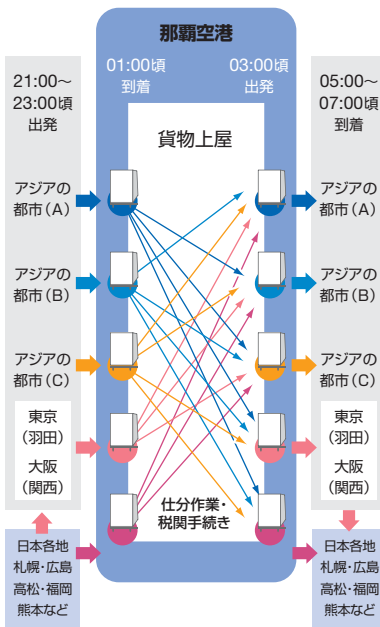 那覇空港
21:00～
23:00頃
出発
01:00頃
到着
03:00頃
出発
05:00～
07:00頃
到着
貨物上屋
アジアの
都市（A）
アジアの
都市（B）
アジアの
都市（C）
東京
（羽田）
大阪
（関西）
日本各地
札幌・広島
高松・福岡
熊本など
仕分作業・
税関手続き
アジアの
都市（A）
アジアの
都市（B）
アジアの
都市（C）
東京
（羽田）
大阪
（関西）
日本各地
札幌・広島
高松・福岡
熊本など